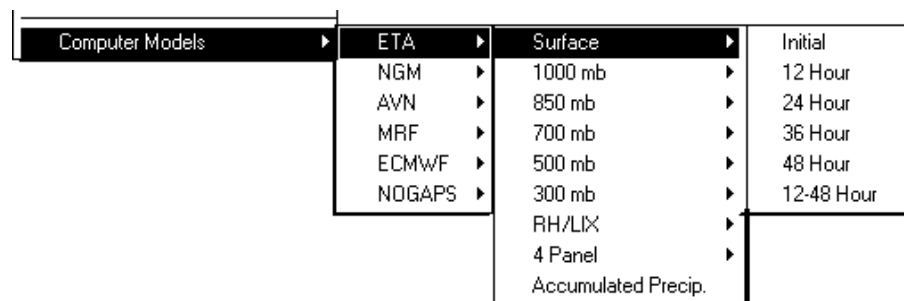 Computer Models
ETA
NGM
AVN
MRF
ECMWF
NOGAPS
Surface
1000 mb
850 mb
700 mb
500 mb
300 mb
RH/LIX
4 Panel
Accumulated Precip.
Initial
12 Hour
24 Hour
36 Hour
48 Hour
12-48 Hour